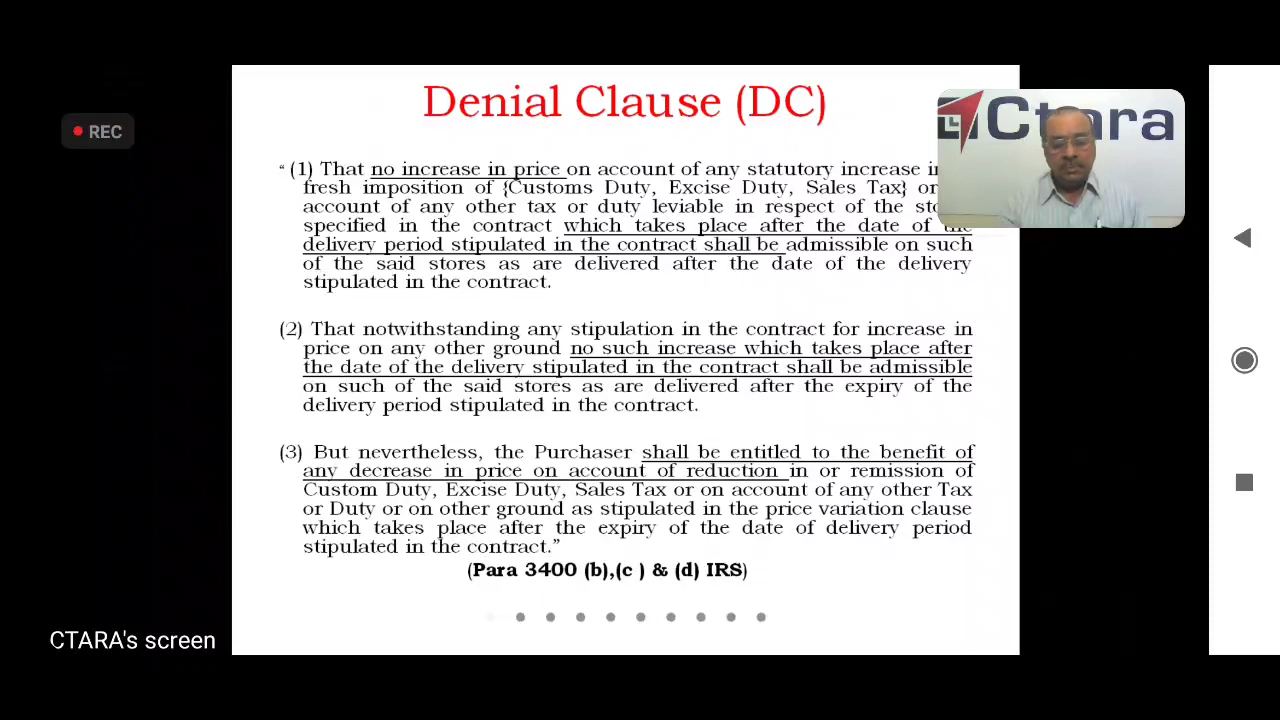 Denial Clause (DC)
REC
Ctara
“ (1) That no increase in price on account of any statutory increase in
fresh imposition of {Customs Duty, Excise Duty, Sales Tax} or
account of any other tax or duty leviable in respect of the
specified in the contract which takes place after the date of the
delivery period stipulated in the contract shall be admissible on such
of the said stores as are delivered after the date of the delivery
stipulated in the contract.
(2) That notwithstanding any stipulation in the contract for increase in
price on any other ground no such increase which takes place after
the date of the delivery stipulated in the contract shall be admissible
on such of the said stores as are delivered after the expiry of the
delivery period stipulated in the contract.
(3) But nevertheless, the Purchaser shall be entitled to the benefit of
any decrease in price on account of reduction in or remission of
Custom Duty, Excise Duty, Sales Tax or on account of any other Tax
or Duty or on other ground as stipulated in the price variation clause
which takes place after the expiry of the date of delivery period
stipulated in the contract.”
(Para 3400 (b),(c ) & (d) IRS)
CTARA's screen